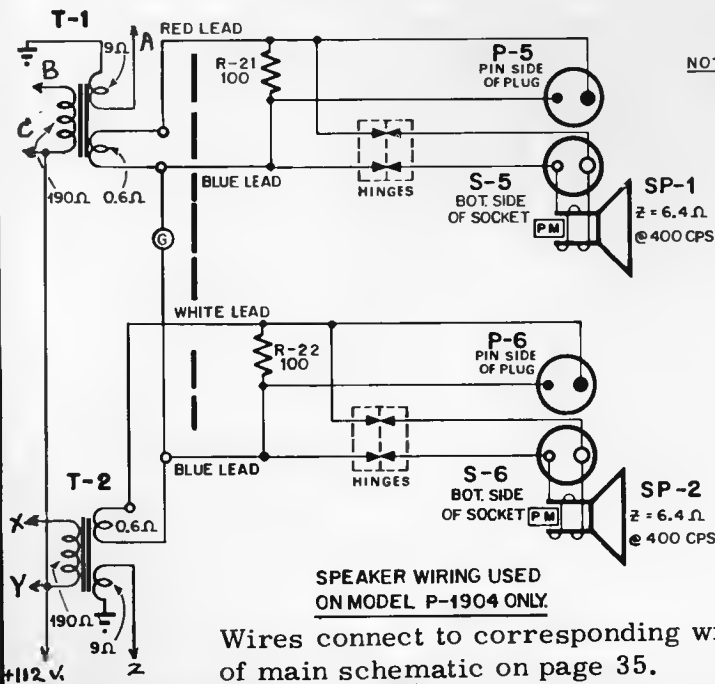 T-1
A
RED LEAD
9Ω
B
C
190Ω
0.6Ω
R-21
100
P-5
PIN SIDE
OF PLUG
HINGES
BLUE LEAD
S-5
BOT. SIDE
OF SOCKET
SP-1
PM
Z = 6.4 Ω
@ 400 CPS
G
WHITE LEAD
R-22
100
P-6
PIN SIDE
OF PLUG
HINGES
BLUE LEAD
S-6
BOT. SIDE
OF SOCKET
SP-2
PM
Z = 6.4 Ω
@ 400 CPS
T-2
X
0.6Ω
Y
190Ω
9Ω
Z
+112 V.
SPEAKER WIRING USED
ON MODEL P-1904 ONLY.
Wires connect to corresponding
of main schematic on page 35.